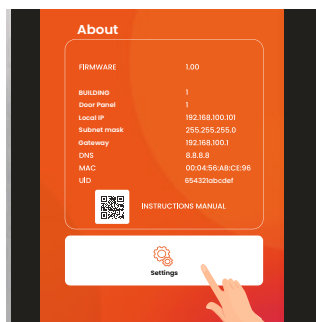 About
FIRMWARE 1.00
BUILDING 1
Door Panel 1
Local IP 192.168.100.101
Subnet mask 255.255.255.0
Gateway 192.168.100.1
DNS 8.8.8.8
MAC 00:04:56:AB:CE:96
UID 654321abcdef
INSTRUCTIONS MANUAL
Settings